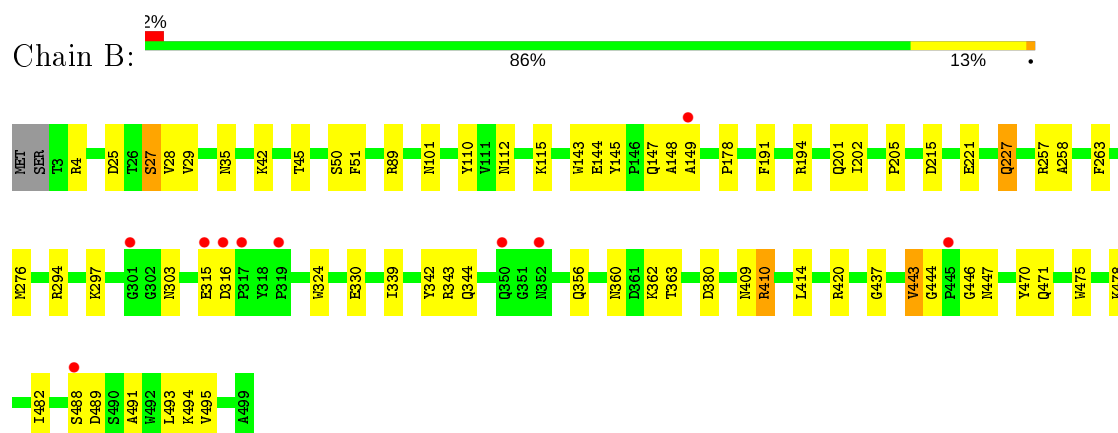 2%
Chain B:
86% 13% •
MET SER T3 R4 D25 T26 S27 V28 V29 N35 K42 T45 S50 F51 R89 N101 Y110 V111 N112 K115 W143 E144 Y145 P146 Q147 A148 A149 P178 F191 R194 Q201 I202 P205 D215 E221 Q227 R257 A258 F263
M276 R294 K297 G301 G302 N303 E315 D316 P317 Y318 P319 W324 E330 I339 Y342 R343 Q344 Q350 G351 N352 Q356 N360 D361 K362 T363 D380 N409 R410 L414 R420 G437 V443 G444 P445 G446 N447 Y470 Q471 W475 K478
I482 S488 D489 S490 A491 W492 L493 K494 V495 A499